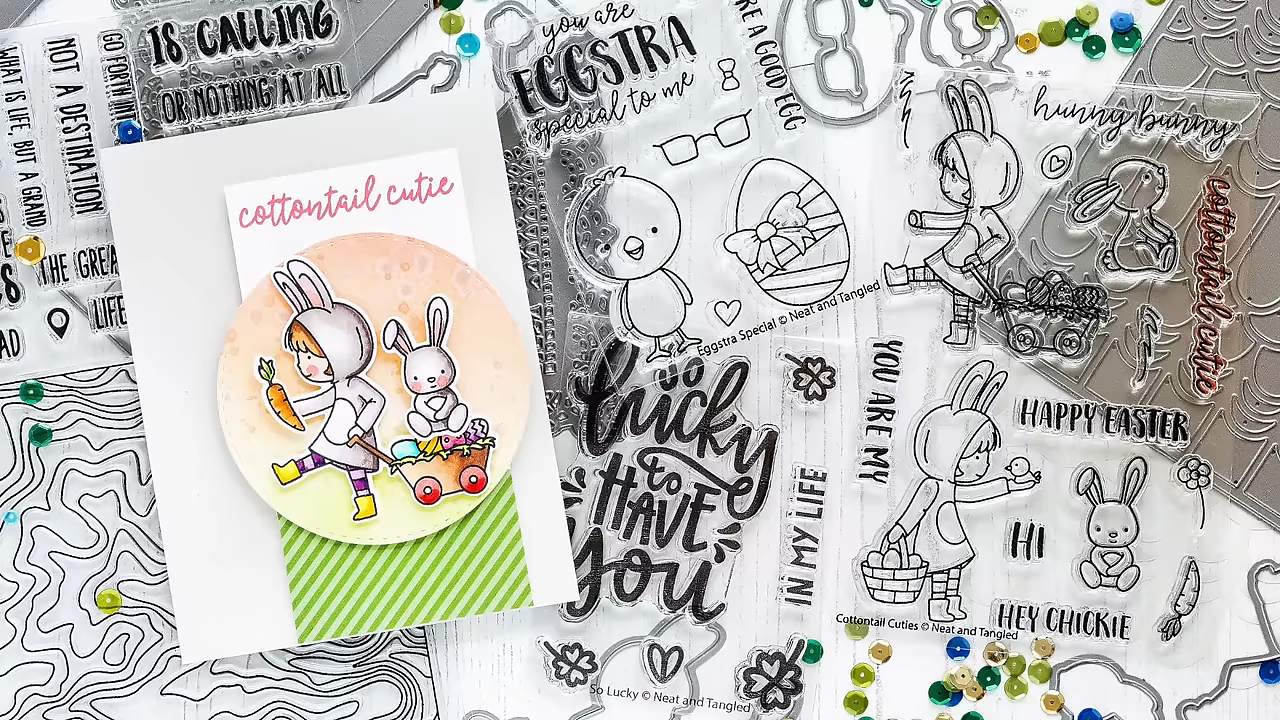 IS CALLING
OR NOTHING AT ALL
GO FORTH
NOT A DESTINATION
WHAT IS LIFE, BUT A GRAND
THE GREA
LIFE
cottontail cutie
you are
EGGSTRA
special to me
A GOOD EGG
Eggstra Special © Neat and Tangled
SO
lucky
to
HAVE
you
IN MY LIFE
YOU ARE MY
So Lucky © Neat and Tangled
hunny bunny
cottontail cutie
HAPPY EASTER
HI
HEY CHICKIE
Cottontail Cuties © Neat and Tangled